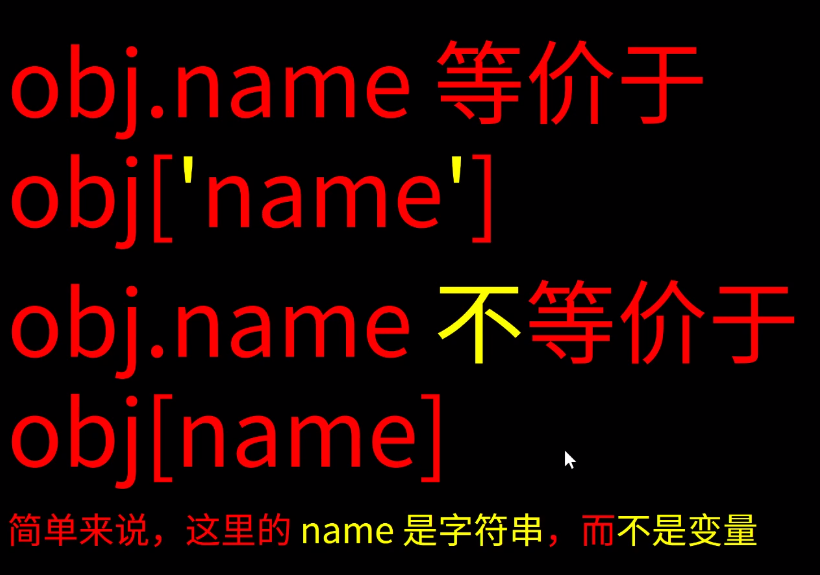 obj.name 等价于
obj['name']
obj.name 不等价于
obj[name]
简单来说，这里的 name 是字符串，而不是变量